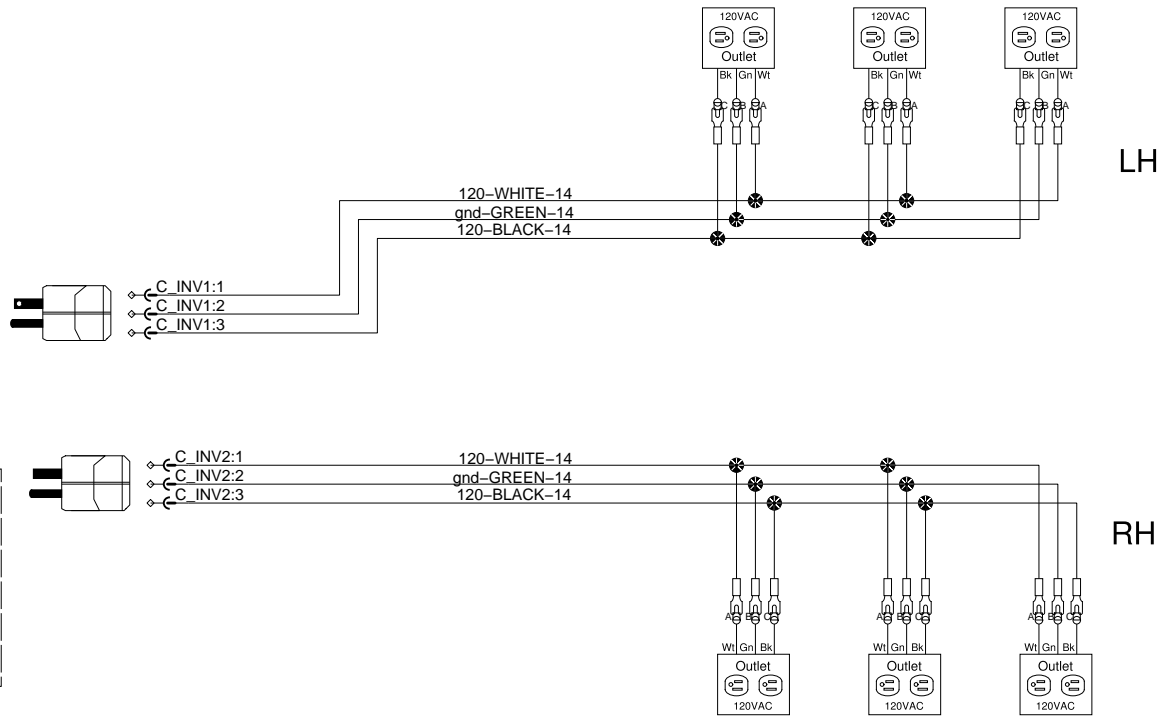 120VAC
Outlet
Bk Gn Wt
C B A
120VAC
Outlet
Bk Gn Wt
C B A
120VAC
Outlet
Bk Gn Wt
C B A
LH
120–WHITE–14
gnd–GREEN–14
120–BLACK–14
C_INV1:1
C_INV1:2
C_INV1:3
C_INV2:1
C_INV2:2
C_INV2:3
120–WHITE–14
gnd–GREEN–14
120–BLACK–14
RH
A B C
Wt Gn Bk
Outlet
120VAC
A B C
Wt Gn Bk
Outlet
120VAC
A B C
Wt Gn Bk
Outlet
120VAC